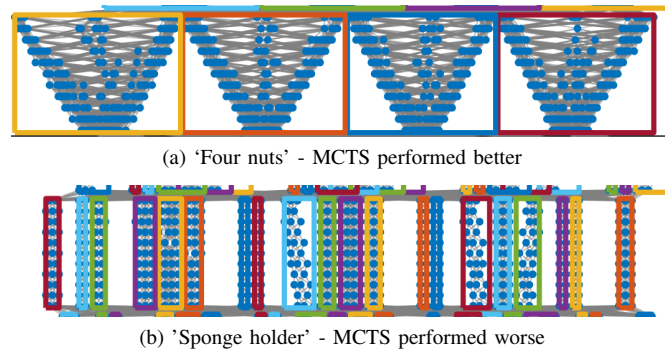 (a) 'Four nuts' - MCTS performed better
(b) 'Sponge holder' - MCTS performed worse